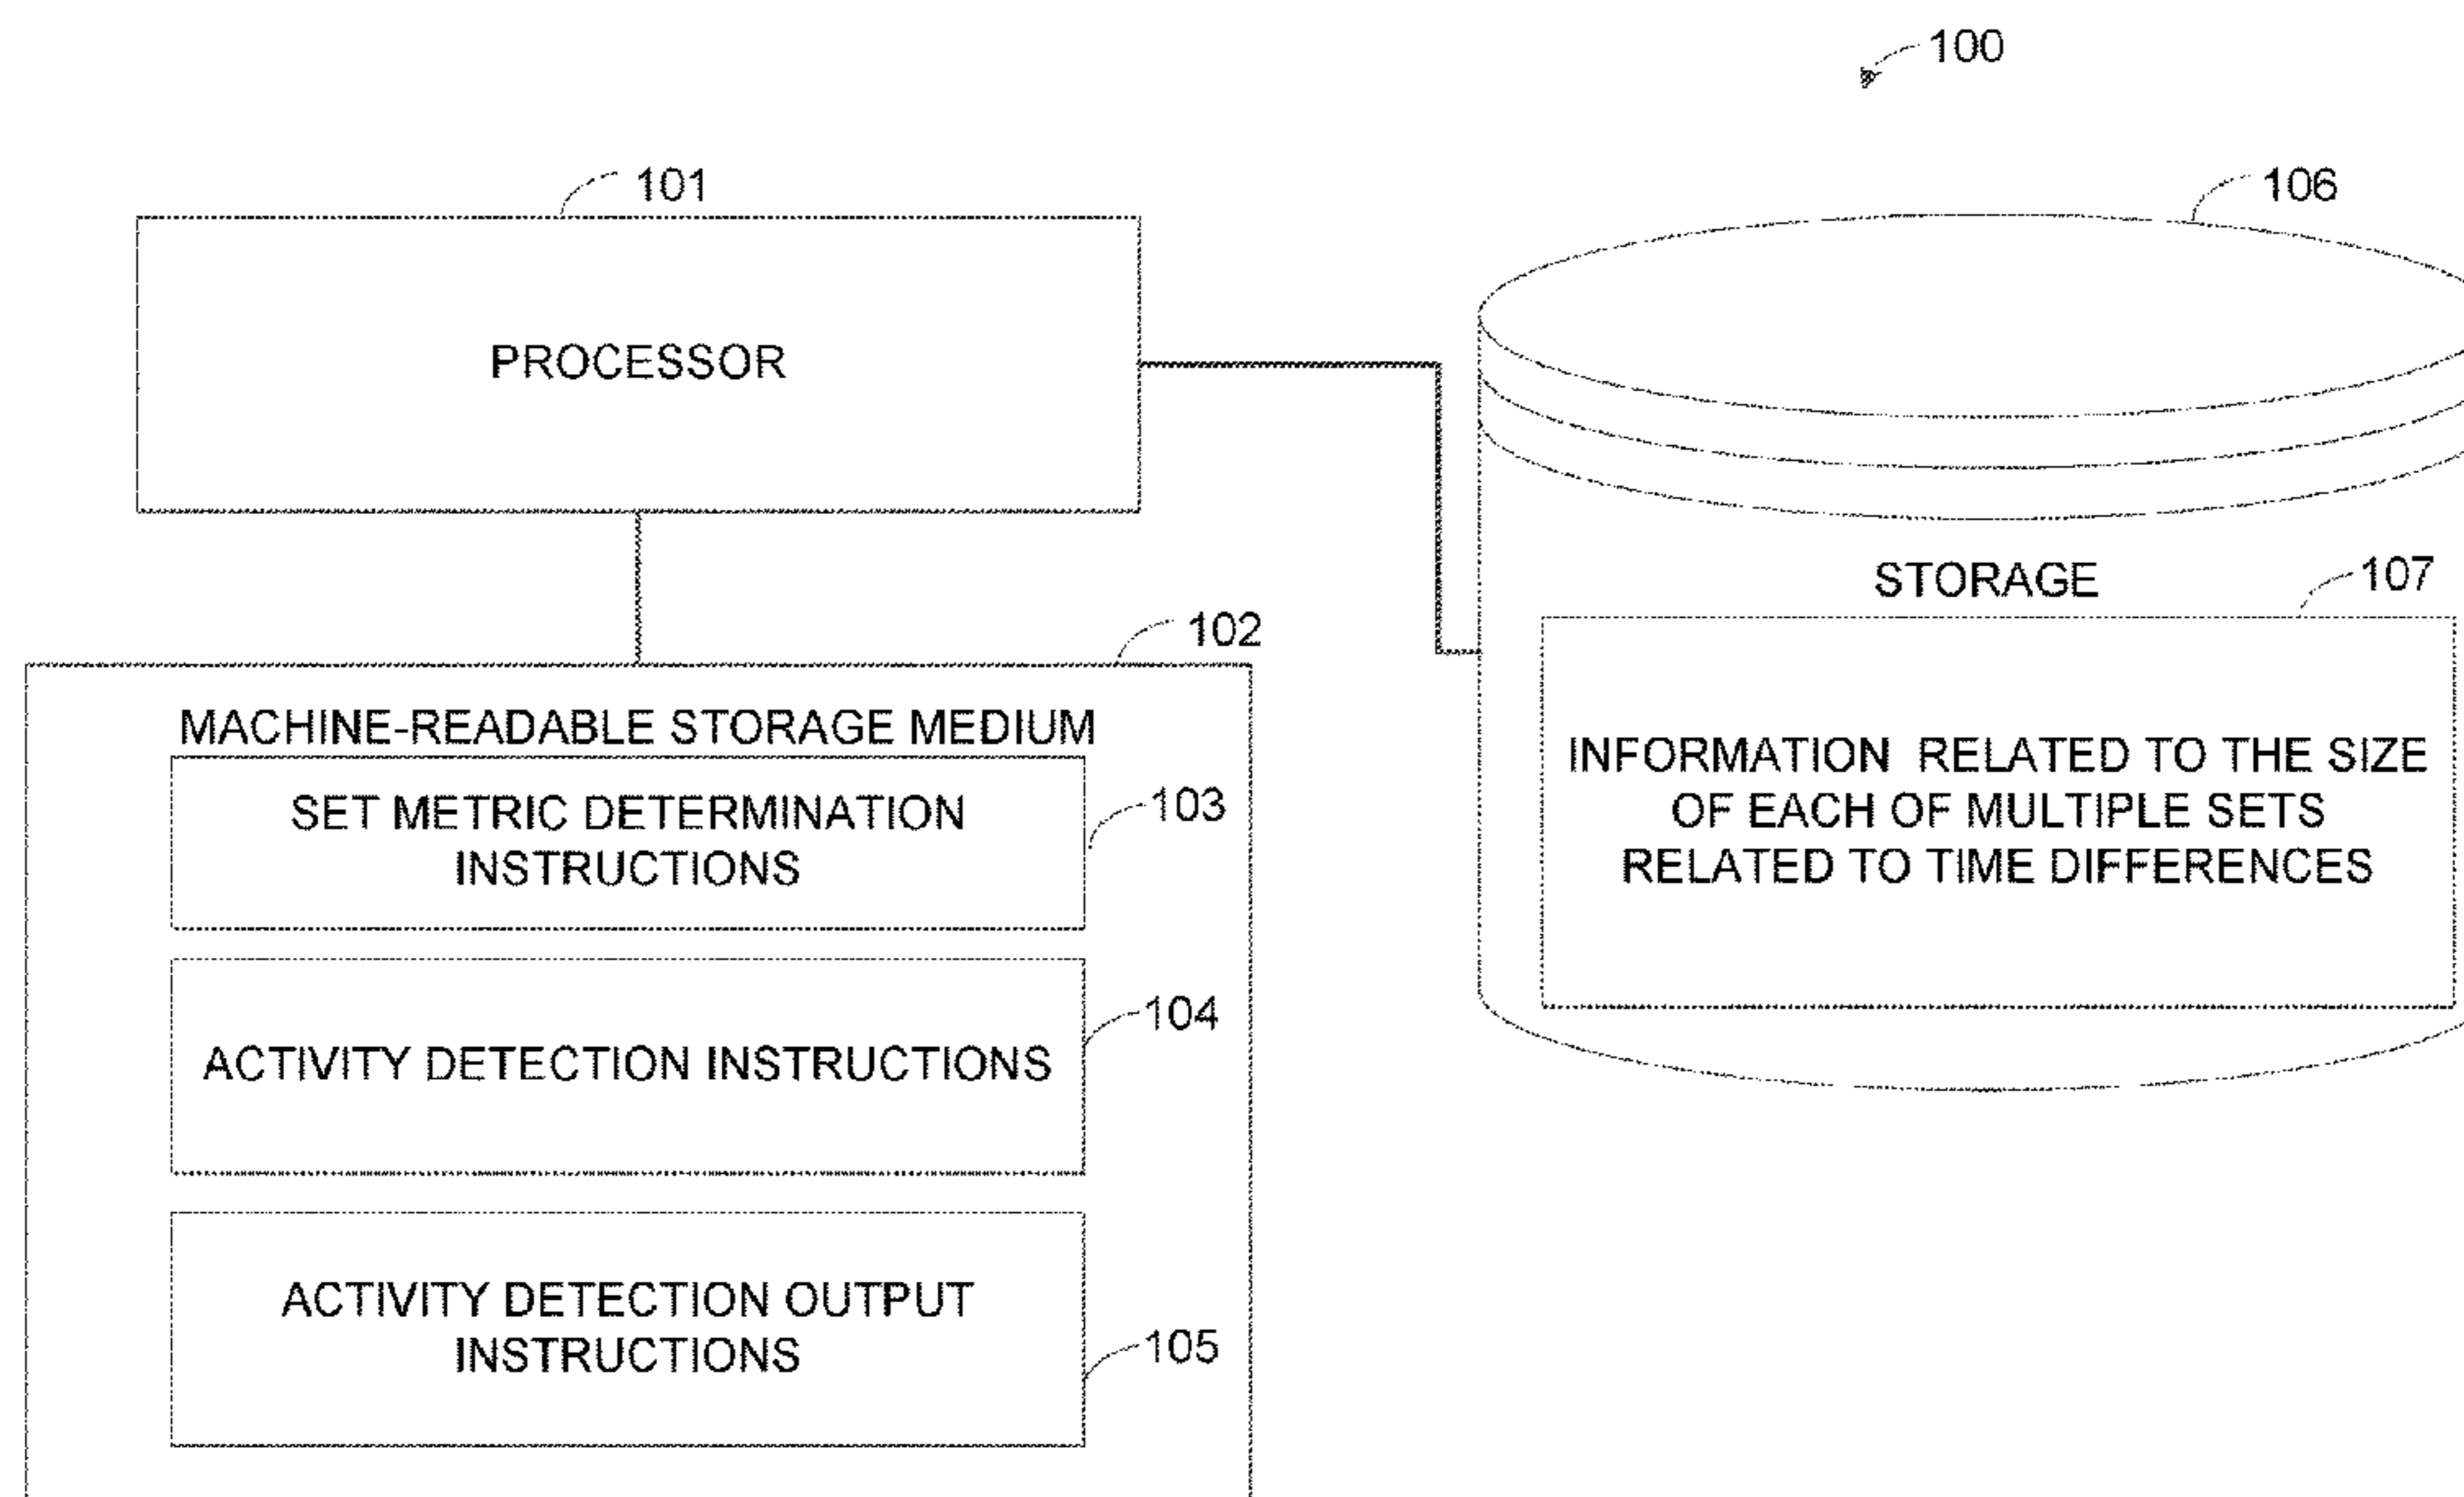 100
101
PROCESSOR
106
STORAGE
107
INFORMATION RELATED TO THE SIZE
OF EACH OF MULTIPLE SETS
RELATED TO TIME DIFFERENCES
102
MACHINE-READABLE STORAGE MEDIUM
SET METRIC DETERMINATION
INSTRUCTIONS
103
ACTIVITY DETECTION INSTRUCTIONS
104
ACTIVITY DETECTION OUTPUT
INSTRUCTIONS
105